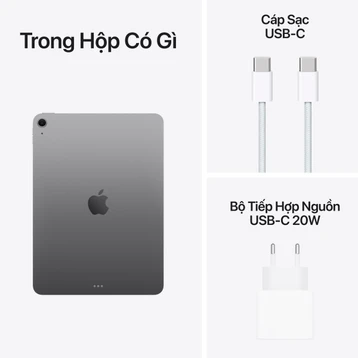 Trong Hộp Có Gì
Cáp Sạc
USB-C
Bộ Tiếp Hợp Nguồn
USB-C 20W